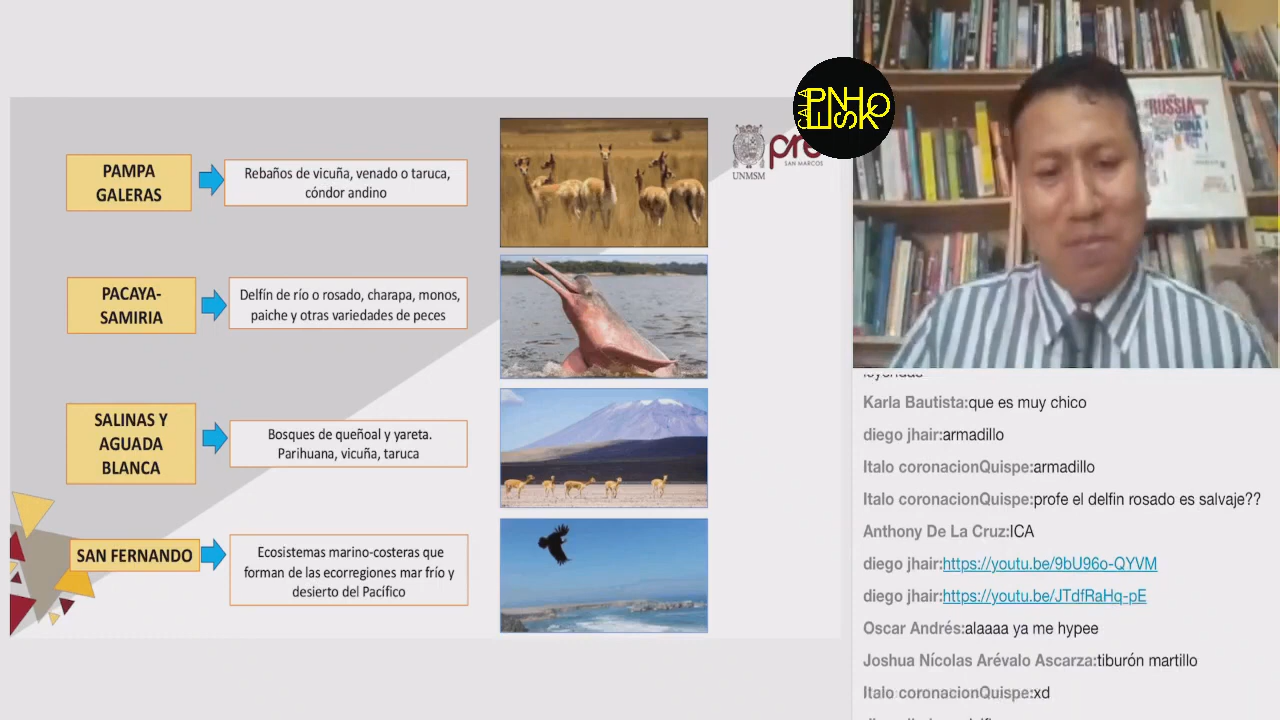 PAMPA
GALERAS
Rebaños de vicuña, venado o taruca,
cóndor andino
PACAYA-
SAMIRIA
Delfín de río o rosado, charapa, monos,
paiche y otras variedades de peces
SALINAS Y
AGUADA
BLANCA
Bosques de queñoal y yareta.
Parihuana, vicuña, taruca
SAN FERNANDO
Ecosistemas marino-costeras que
forman de las ecorregiones mar frío y
desierto del Pacífico
UNMSM
pre
SAN MARCOS
RUSSIA
CHINA
Karla Bautista:que es muy chico
diego jhair:armadillo
Italo coronacionQuispe:armadillo
Italo coronacionQuispe:profe el delfin rosado es salvaje??
Anthony De La Cruz:ICA
diego jhair:https://youtu.be/9bU96o-QYVM
diego jhair:https://youtu.be/JTdfRaHq-pE
Oscar Andrés:alaaaa ya me hypee
Joshua Nícolas Arévalo Ascarza:tiburón martillo
Italo coronacionQuispe:xd